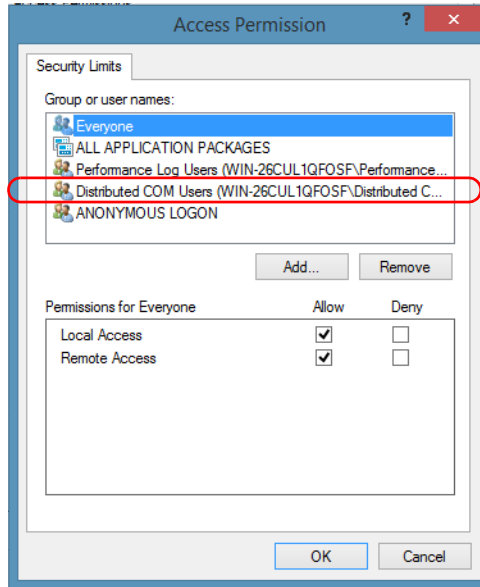 Access Permission
?
×
Security Limits
Group or user names:
Everyone
ALL APPLICATION PACKAGES
Performance Log Users (WIN-26CUL1QFOSF\Performance...
Distributed COM Users (WIN-26CUL1QFOSF\Distributed C...
ANONYMOUS LOGON
Add... Remove
Permissions for Everyone Allow Deny
Local Access
Remote Access
OK Cancel